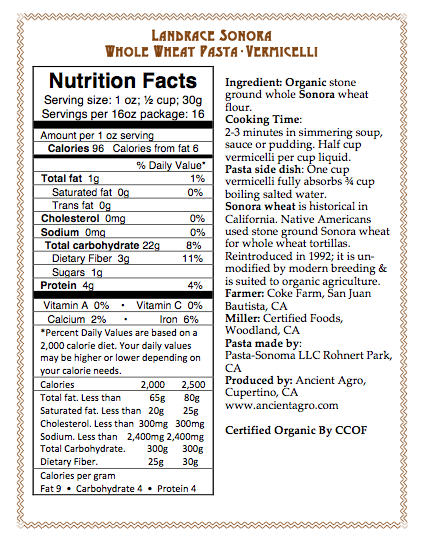 Landrace Sonora
Whole Wheat Pasta · Vermicelli
Nutrition Facts
Serving size: 1 oz; ½ cup; 30g
Servings per 16oz package: 16
Amount per 1 oz serving
Calories 96 Calories from fat 6
% Daily Value*
Total fat 1g 1%
Saturated fat 0g 0%
Trans fat 0g
Cholesterol 0mg 0%
Sodium 0mg 0%
Total carbohydrate 22g 8%
Dietary Fiber 3g 11%
Sugars 1g
Protein 4g 4%
Vitamin A 0% • Vitamin C 0%
Calcium 2% • Iron 6%
*Percent Daily Values are based on a
2,000 calorie diet. Your daily values
may be higher or lower depending on
your calorie needs.
Calories 2,000 2,500
Total fat. Less than 65g 80g
Saturated fat. Less than 20g 25g
Cholesterol. Less than 300mg 300mg
Sodium. Less than 2,400mg 2,400mg
Total Carbohydrate. 300g 300g
Dietary Fiber. 25g 30g
Calories per gram
Fat 9 • Carbohydrate 4 • Protein 4
Ingredient: Organic stone
ground whole Sonora wheat
flour.
Cooking Time:
2-3 minutes in simmering soup,
sauce or pudding. Half cup
vermicelli per cup liquid.
Pasta side dish: One cup
vermicelli fully absorbs ¾ cup
boiling salted water.
Sonora wheat is historical in
California. Native Americans
used stone ground Sonora wheat
for whole wheat tortillas.
Reintroduced in 1992; it is un-
modified by modern breeding &
is suited to organic agriculture.
Farmer: Coke Farm, San Juan
Bautista, CA
Miller: Certified Foods,
Woodland, CA
Pasta made by:
Pasta-Sonoma LLC Rohnert Park,
CA
Produced by: Ancient Agro,
Cupertino, CA
www.ancientagro.com
Certified Organic By CCOF